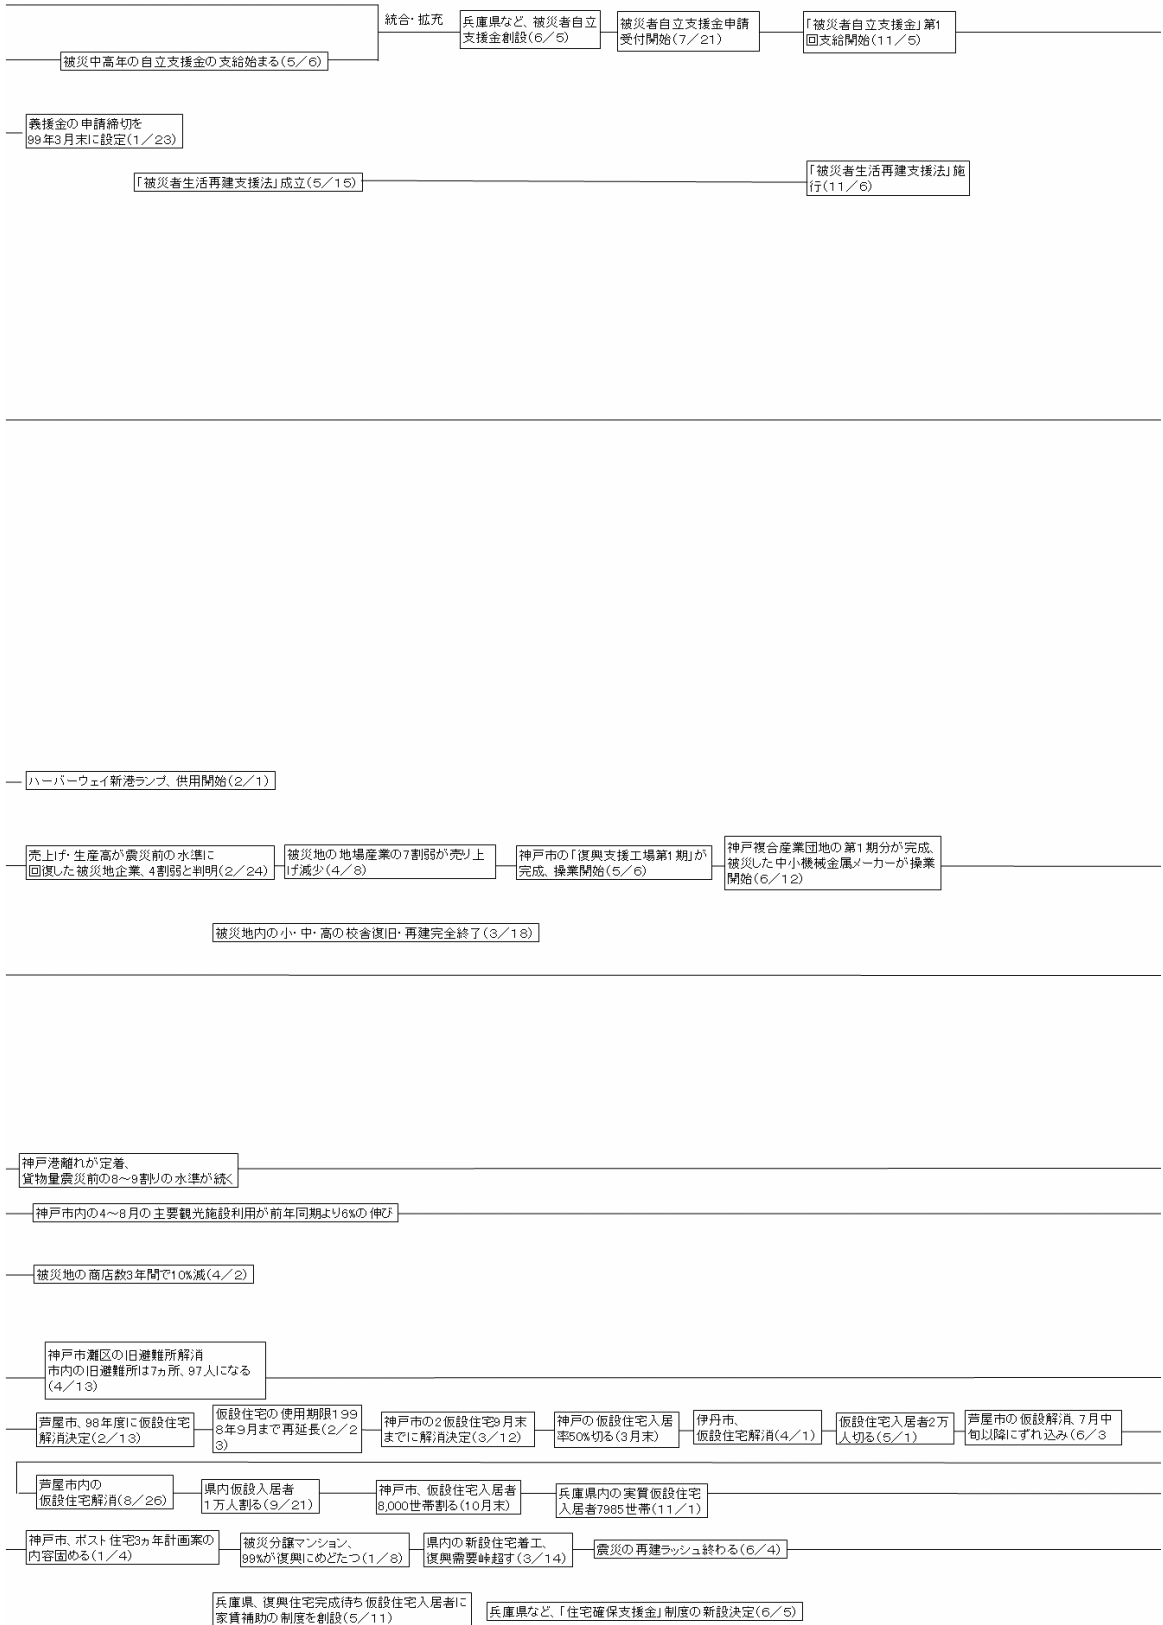 統合・拡充
兵庫県など、被災者自立
支援金創設(6／5)
被災者自立支援金申請
受付開始(7／21)
「被災者自立支援金」第1
回支給開始(11／5)
被災中高年の自立支援金の支給始まる(5／6)
義援金の申請締切を
99年3月末に設定(1／23)
「被災者生活再建支援法」成立(5／15)
「被災者生活再建支援法」施
行(11／6)
ハーバーウェイ新港ランプ、供用開始(2／1)
売上げ・生産高が震災前の水準に
回復した被災地企業、4割弱と判明(2／24)
被災地の地場産業の7割弱が売り上
げ減少(4／8)
神戸市の「復興支援工場第1期」が
完成、操業開始(5／6)
神戸複合産業団地の第1期分が完成、
被災した中小機械金属メーカーが操業
開始(6／12)
被災地内の小・中・高の校舎復旧・再建完全終了(3／18)
神戸港離れが定着、
貨物量震災前の8～9割りの水準が続く
神戸市内の4～8月の主要観光施設利用が前年同期より6%の伸び
被災地の商店数3年間で10%減(4／2)
神戸市灘区の旧避難所解消
市内の旧避難所は7ヵ所、97人になる
(4／13)
芦屋市、98年度に仮設住宅
解消決定(2／13)
仮設住宅の使用期限199
8年9月まで再延長(2／2
3)
神戸市の2仮設住宅9月末
までに解消決定(3／12)
神戸の仮設住宅入居
率50%切る(3月末)
伊丹市、
仮設住宅解消(4／1)
仮設住宅入居者2万
人切る(5／1)
芦屋市の仮設解消、7月中
旬以降にずれ込み(6／3
芦屋市内の
仮設住宅解消(8／26)
県内仮設入居者
1万人割る(9／21)
神戸市、仮設住宅入居者
8,000世帯割る(10月末)
兵庫県内の実質仮設住宅
入居者7985世帯(11／1)
神戸市、ポスト住宅3ヵ年計画案の
内容固める(1／4)
被災分譲マンション、
99%が復興にめどたつ(1／8)
県内の新設住宅着工、
復興需要峠超す(3／14)
震災の再建ラッシュ終わる(6／4)
兵庫県、復興住宅完成待ち仮設住宅入居者に
家賃補助の制度を創設(5／11)
兵庫県など、「住宅確保支援金」制度の新設決定(6／5)